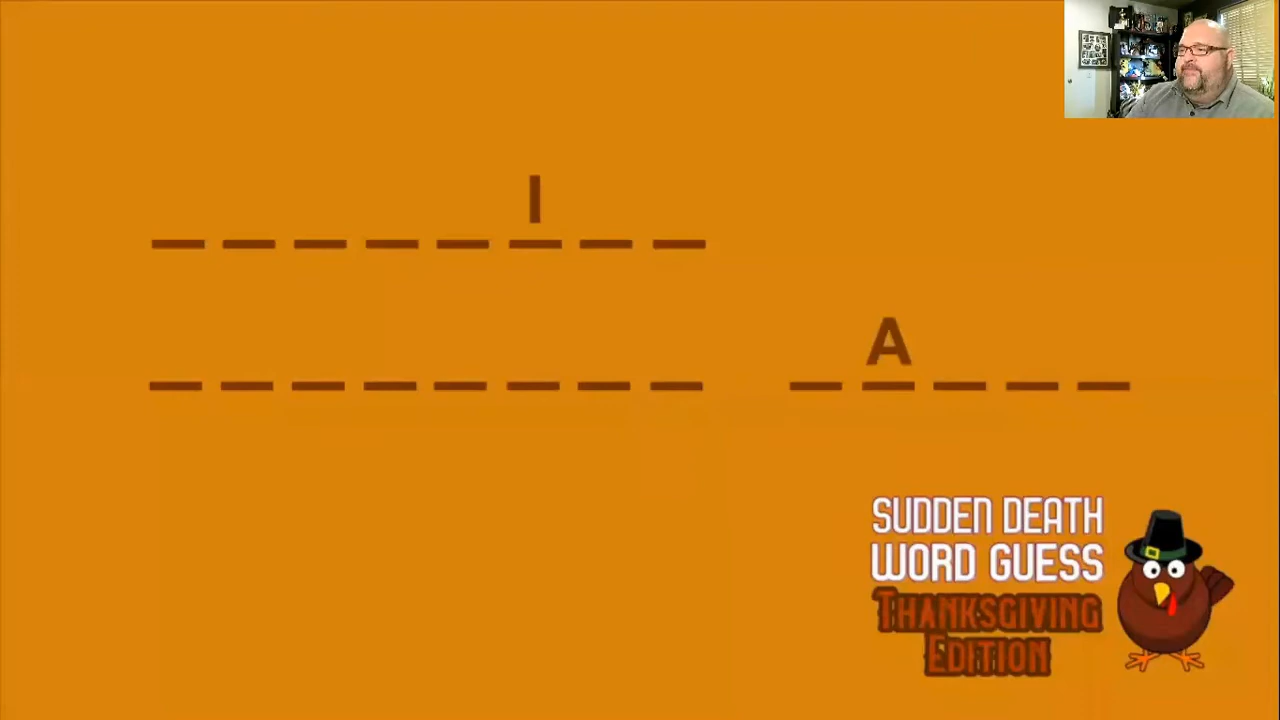 I
A
SUDDEN DEATH
WORD GUESS
THANKSGIVING
EDITION